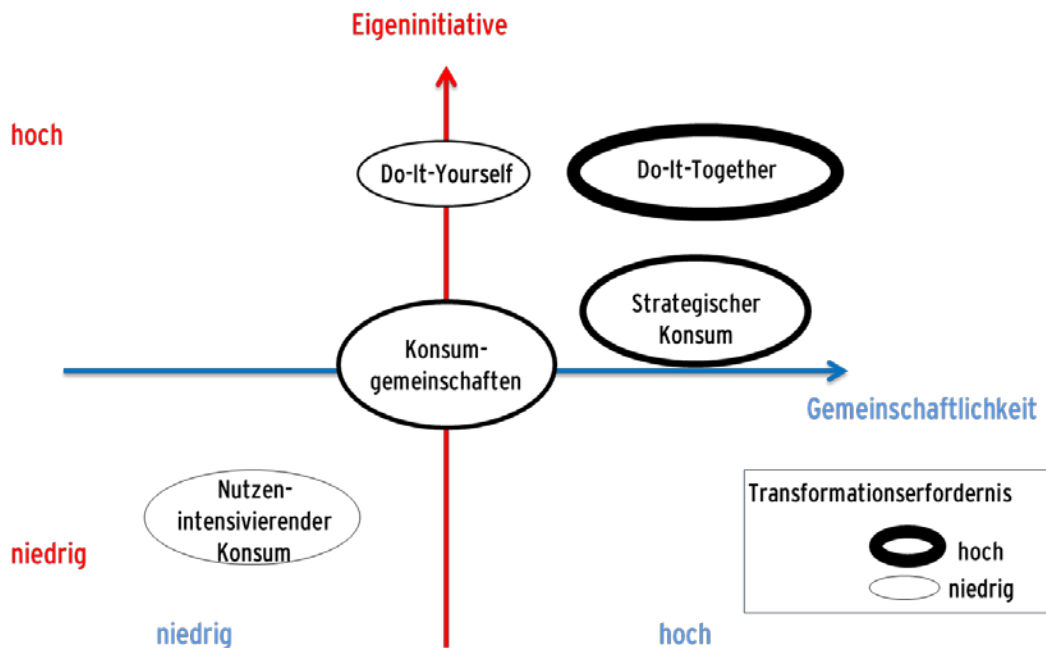 Eigeninitiative
hoch
Do-It-Yourself
Do-It-Together
Strategischer
Konsum
Konsum-
gemeinschaften
Gemeinschaftlichkeit
Nutzen-
intensivierender
Konsum
niedrig
Transformationserfordernis
hoch
niedrig
niedrig
hoch